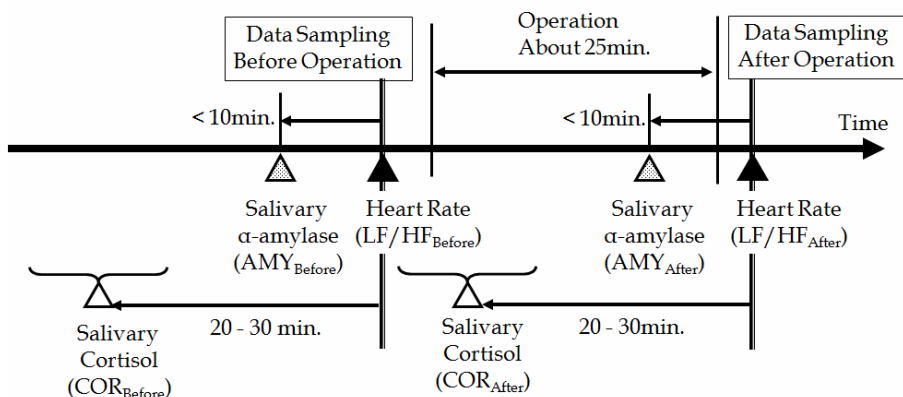 Data Sampling
Before Operation
Operation
About 25min.
Data Sampling
After Operation
< 10min.
< 10min.
Time
Salivary
α-amylase
(AMYBefore)
Heart Rate
(LF/HFBefore)
Salivary
α-amylase
(AMYAfter)
Heart Rate
(LF/HFAfter)
20 - 30 min.
20 - 30min.
Salivary
Cortisol
(CORBefore)
Salivary
Cortisol
(CORAfter)